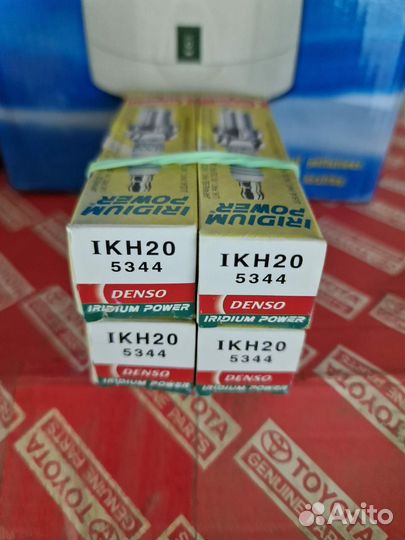 IRIDIUM
POWER
IRIDIUM
POWER
IKH20
5344
DENSO
IRIDIUM POWER
IKH20
5344
DENSO
IRIDIUM POWER
IKH20
5344
DENSO
IRIDIUM POWER
IKH20
5344
DENSO
IRIDIUM POWER
TOYOTA
GENUINE PARTS
TOYOTA
GENUINE
Avito